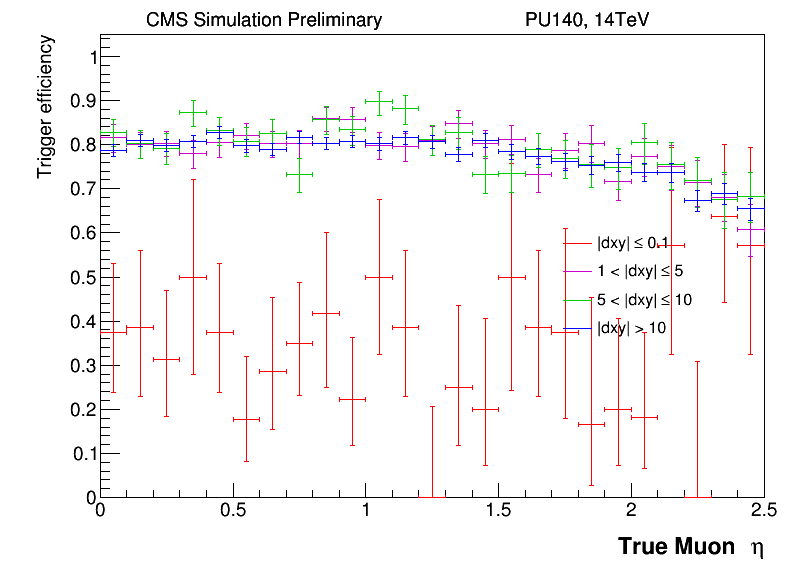 CMS Simulation Preliminary
PU140, 14TeV
Trigger efficiency
1
0.9
0.8
0.7
0.6
0.5
0.4
0.3
0.2
0.1
0
|dxy| ≤ 0.1
1 < |dxy| ≤ 5
5 < |dxy| ≤ 10
|dxy| > 10
0 0.5 1 1.5 2 2.5
True Muon η